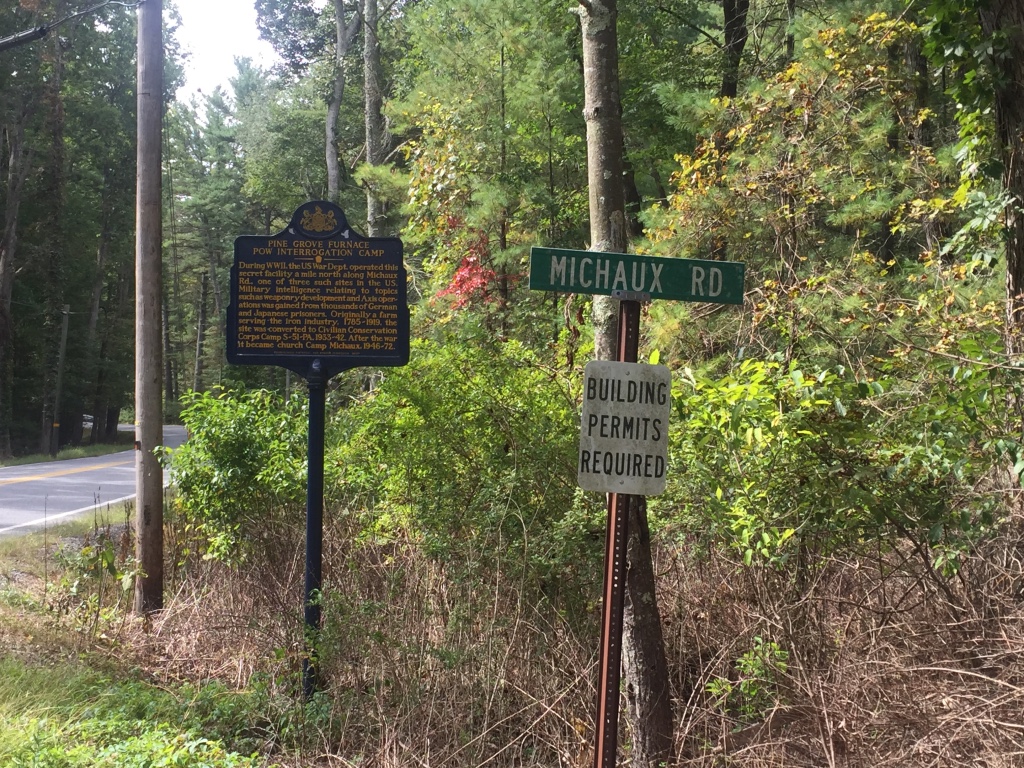 PINE GROVE FURNACE
POW INTERROGATION CAMP
During WWII, the US War Dept. operated this
secret facility a mile north along Michaux
Rd., one of three such sites in the U.S.
Military intelligence relating to topics
such as weaponry development and Axis oper-
ations was gained from thousands of German
and Japanese prisoners. Originally a farm
serving the iron industry, 1785-1919, the
site was converted to Civilian Conservation
Corps Camp S-51-PA, 1933-42. After the war
it became church Camp Michaux, 1946-72.
MICHAUX RD
BUILDING
PERMITS
REQUIRED